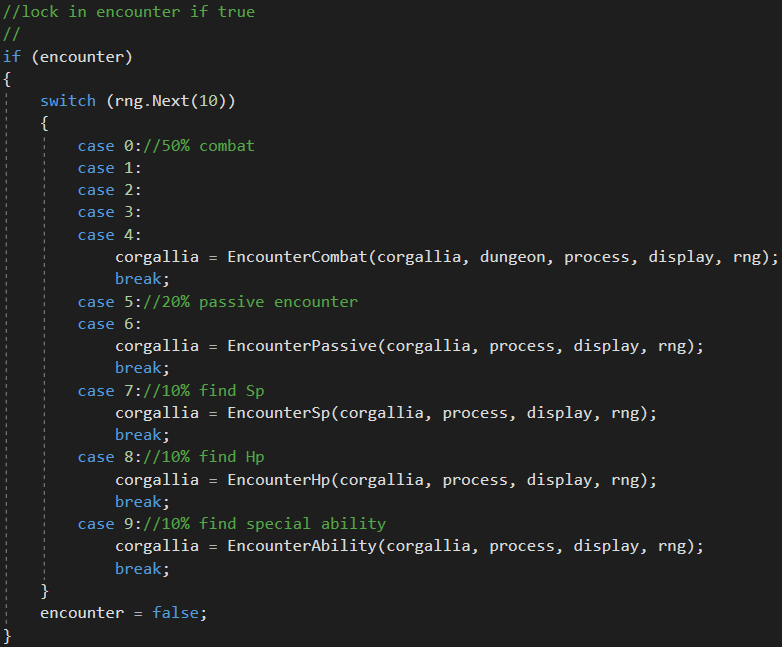 //lock in encounter if true
//
if (encounter)
{
switch (rng.Next(10))
{
case 0://50% combat
case 1:
case 2:
case 3:
case 4:
corgallia = EncounterCombat(corgallia, dungeon, process, display, rng);
break;
case 5://20% passive encounter
case 6:
corgallia = EncounterPassive(corgallia, process, display, rng);
break;
case 7://10% find Sp
corgallia = EncounterSp(corgallia, process, display, rng);
break;
case 8://10% find Hp
corgallia = EncounterHp(corgallia, process, display, rng);
break;
case 9://10% find special ability
corgallia = EncounterAbility(corgallia, process, display, rng);
break;
}
encounter = false;
}